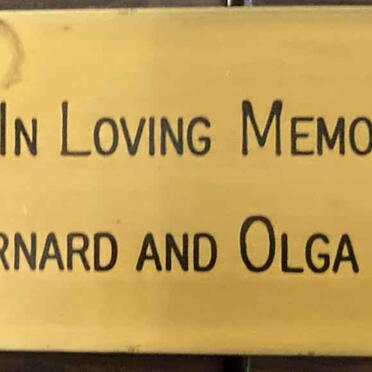 In Loving Memo
rnard and Olga